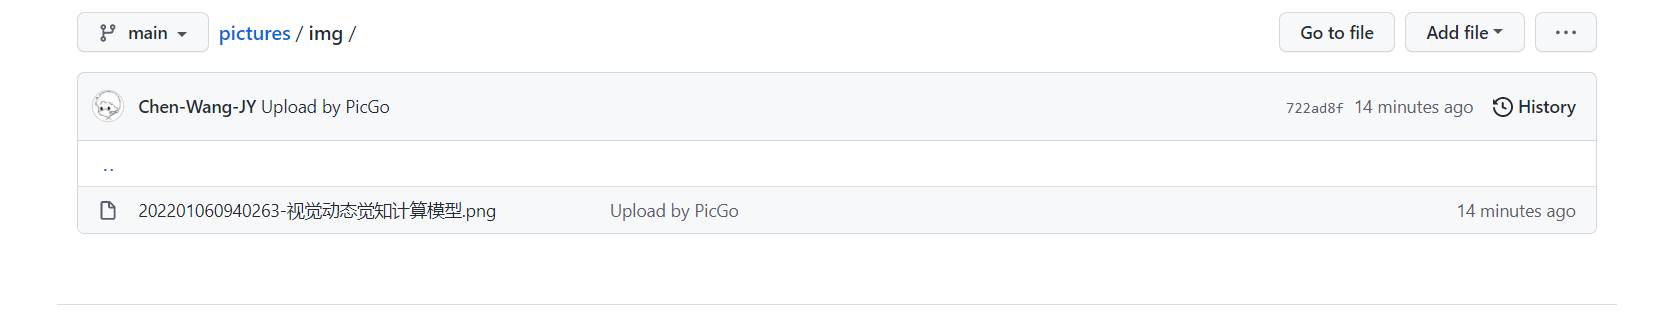 main pictures / img / Go to file Add file ...
Chen-Wang-JY Upload by PicGo 722ad8f 14 minutes ago History
..
202201060940263-视觉动态觉知计算模型.png Upload by PicGo 14 minutes ago